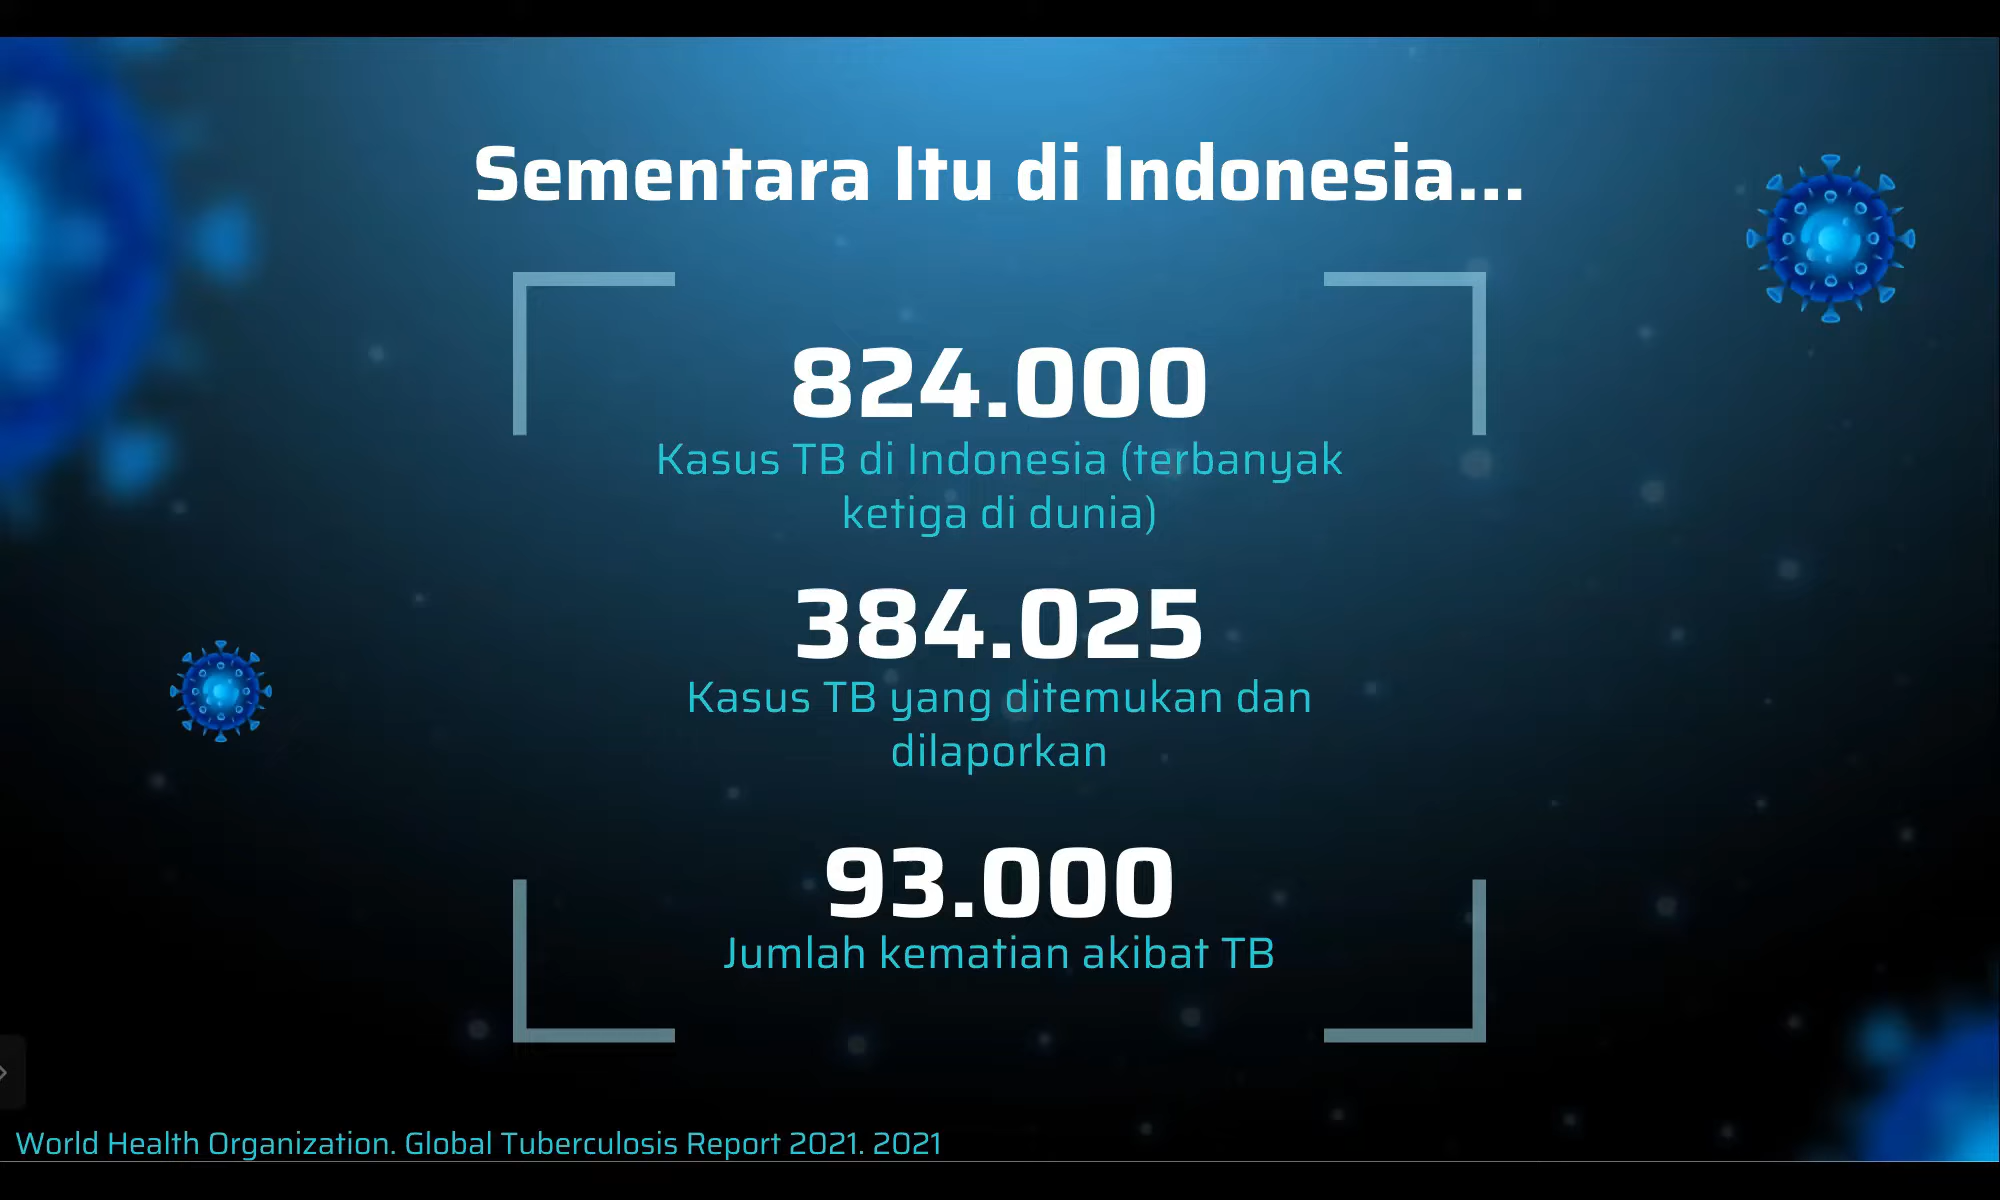 Sementara Itu di Indonesia...
824.000
Kasus TB di Indonesia (terbanyak
ketiga di dunia)
384.025
Kasus TB yang ditemukan dan
dilaporkan
93.000
Jumlah kematian akibat TB
World Health Organization. Global Tuberculosis Report 2021. 2021